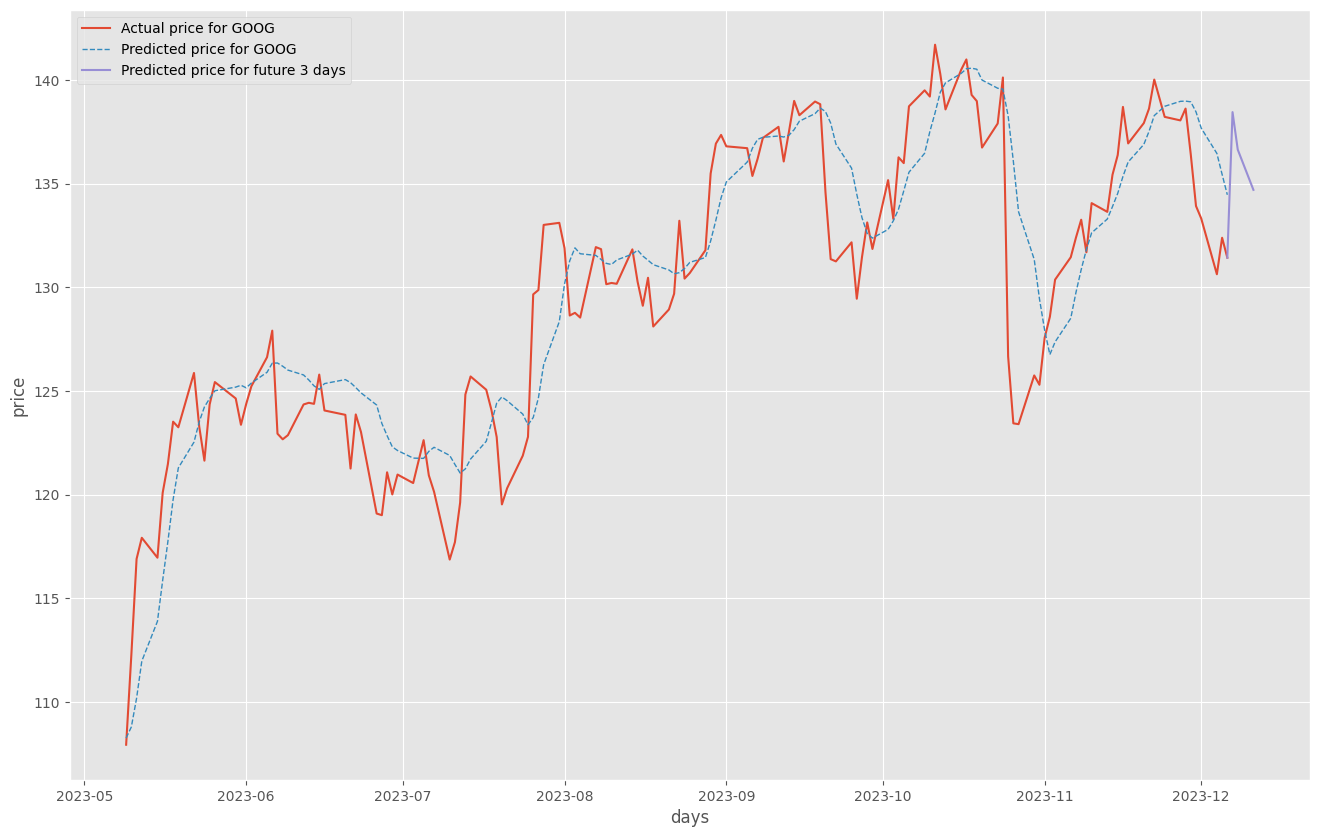 Actual price for GOOG
Predicted price for GOOG
Predicted price for future 3 days
140
135
130
125
120
115
110
price
2023-05 2023-06 2023-07 2023-08 2023-09 2023-10 2023-11 2023-12
days